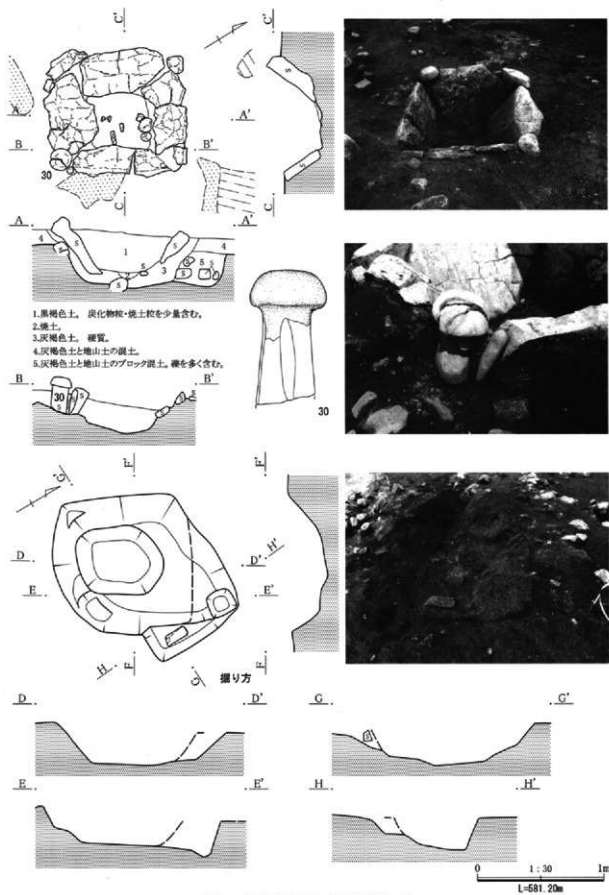 C'
C'
A
A'
B
B'
30
C
C
A
A'
4
S
S
1
S
S
4
S
2
3
S
5
S
1.黒褐色土。 炭化物粒・焼土粒を少量含む。
2.焼土。
3.灰褐色土。 硬質。
4.灰褐色土と地山土の混土。
5.灰褐色土と地山土のブロック混土。礫を多く含む。
30
B
B'
30
S
S
S
F'
F'
G'
D
D'
H'
E
E'
H
F
G
F
掘り方
D
D'
G
G'
S
E
E'
H
H'
0
1:30
1m
L=581.20m